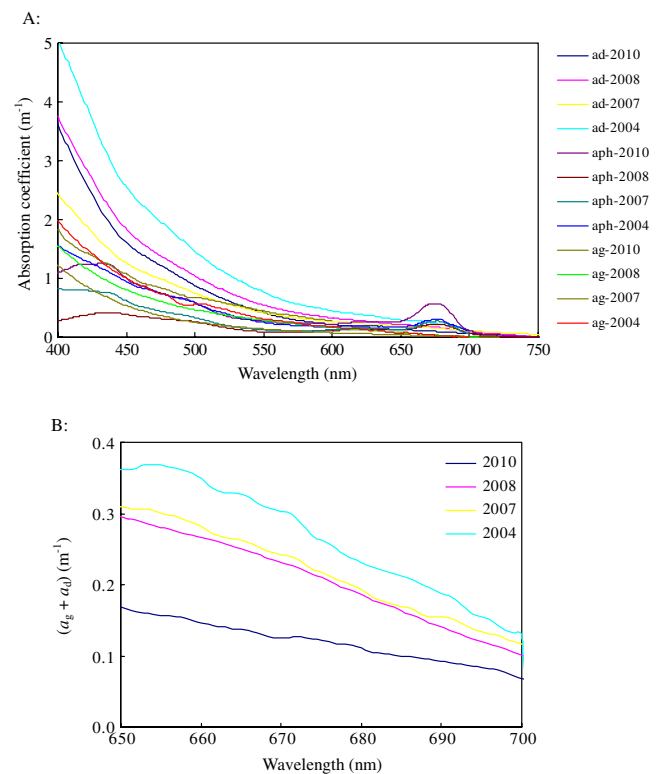 A:
5
4
3
2
1
0
Absorption coefficient (m⁻¹)
400 450 500 550 600 650 700 750
Wavelength (nm)
ad-2010
ad-2008
ad-2007
ad-2004
aph-2010
aph-2008
aph-2007
aph-2004
ag-2010
ag-2008
ag-2007
ag-2004
B:
0.4
0.3
0.2
0.1
0.0
(a_g + a_d) (m⁻¹)
650 660 670 680 690 700
Wavelength (nm)
2010
2008
2007
2004